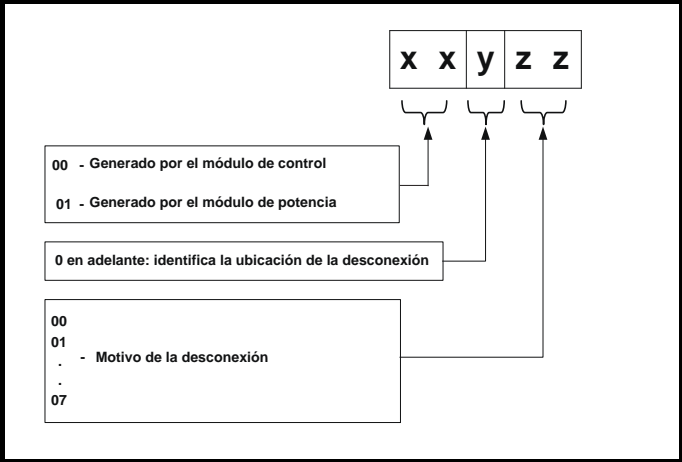 x x y z z
00 - Generado por el módulo de control
01 - Generado por el módulo de potencia
0 en adelante: identifica la ubicación de la desconexión
00
01
.
- Motivo de la desconexión
.
07